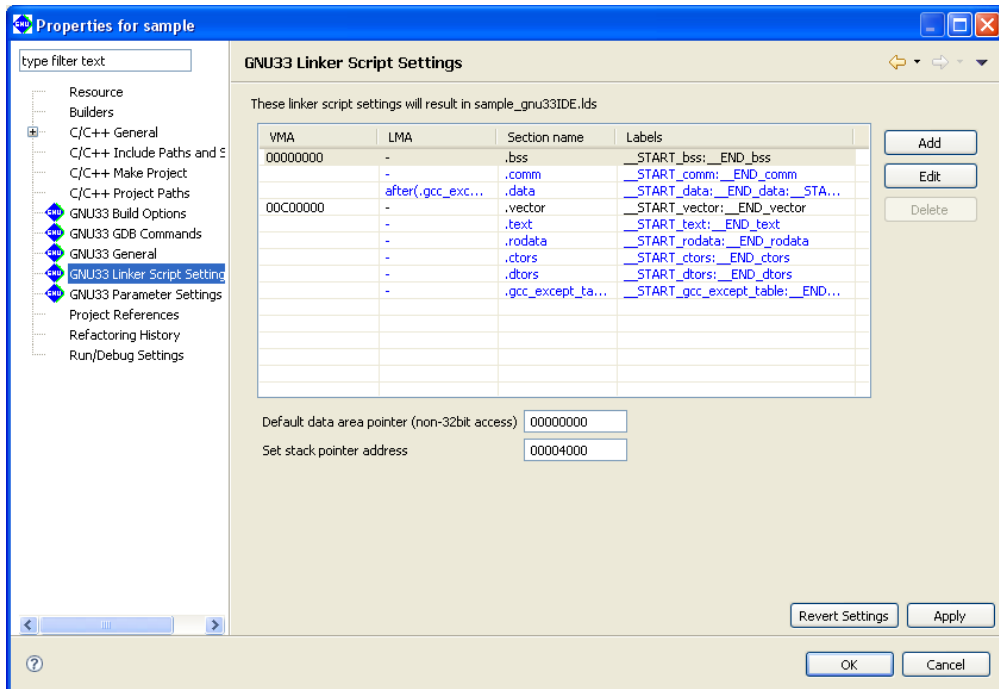 Properties for sample
type filter text
GNU33 Linker Script Settings
Resource
Builders
C/C++ General
C/C++ Include Paths and S
C/C++ Make Project
C/C++ Project Paths
GNU33 Build Options
GNU33 GDB Commands
GNU33 General
GNU33 Linker Script Setting
GNU33 Parameter Settings
Project References
Refactoring History
Run/Debug Settings
These linker script settings will result in sample_gnu33IDE.lds
VMA LMA Section name Labels
00000000 - .bss __START_bss:__END_bss
- .comm __START_comm:__END_comm
after(.gcc_exc... .data __START_data:__END_data:__STA...
00C00000 - .vector __START_vector:__END_vector
- .text __START_text:__END_text
- .rodata __START_rodata:__END_rodata
- .ctors __START_ctors:__END_ctors
- .dtors __START_dtors:__END_dtors
- .gcc_except_ta... __START_gcc_except_table:__END...
Add
Edit
Delete
Default data area pointer (non-32bit access) 00000000
Set stack pointer address 00004000
Revert Settings Apply
? OK Cancel